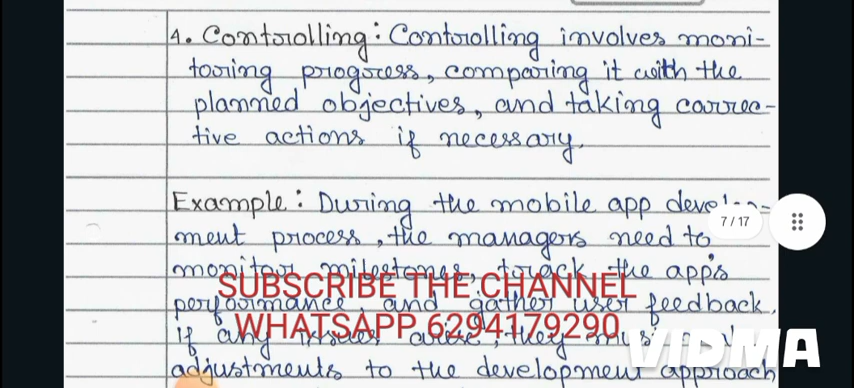 4. Controlling: Controlling involves moni-
toring progress, comparing it with the
planned objectives, and taking correc-
tive actions if necessary.
Example: During the mobile app develop-
7 / 17
ment process, the managers need to
monitor milestones, track the app's
SUBSCRIBE THE CHANNEL
performance, and gather user feedback.
WHATSAPP 6294179290
if any issues arise, they must
VIDMA
adjustments to the development approach